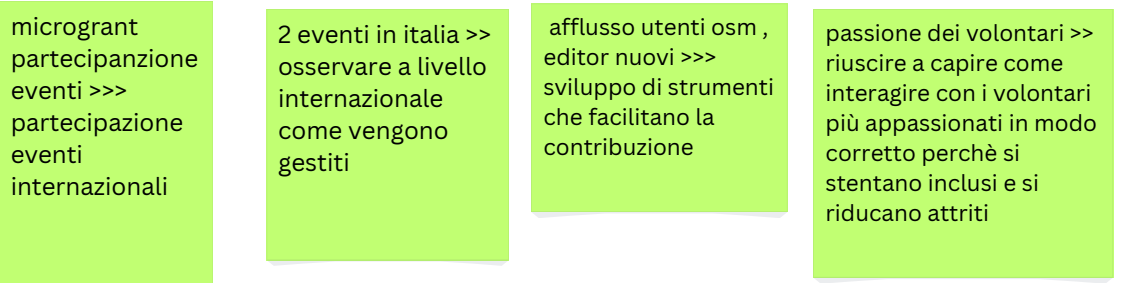 microgrant
partecipanzione
eventi >>>
partecipazione
eventi
internazionali
2 eventi in italia >>
osservare a livello
internazionale
come vengono
gestiti
afflusso utenti osm ,
editor nuovi >>>
sviluppo di strumenti
che facilitano la
contribuzione
passione dei volontari >>
riuscire a capire come
interagire con i volontari
più appassionati in modo
corretto perchè si
stentano inclusi e si
riducano attriti